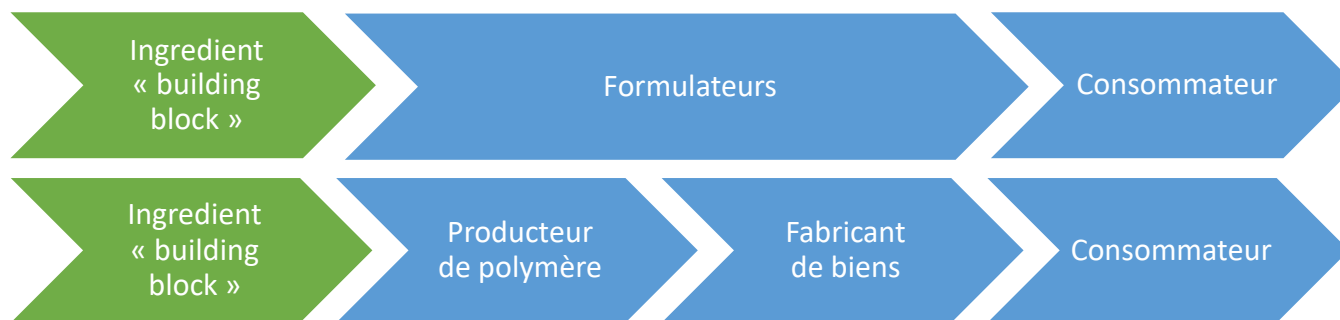 Ingredient
« building
block »
Formulateurs
Consommateur
Ingredient
« building
block »
Producteur
de polymère
Fabricant
de biens
Consommateur